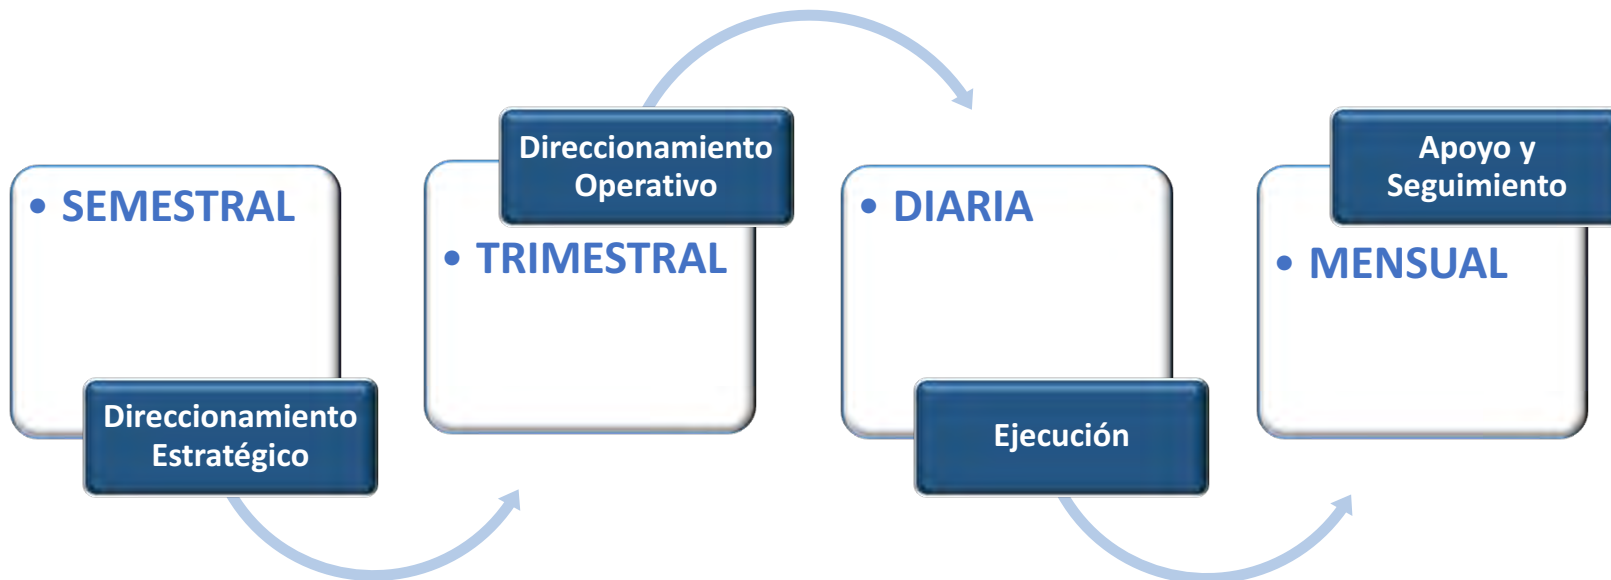 • SEMESTRAL
Direccionamiento
Estratégico
Direccionamiento
Operativo
• TRIMESTRAL
• DIARIA
Ejecución
Apoyo y
Seguimiento
• MENSUAL